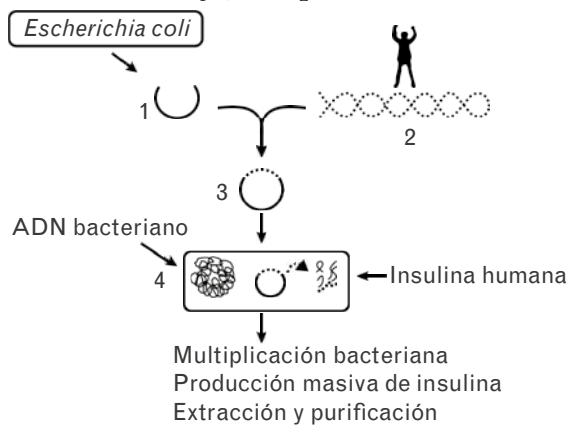 Escherichia coli
1
2
3
ADN bacteriano
4
Insulina humana
Multiplicación bacteriana
Producción masiva de insulina
Extracción y purificación